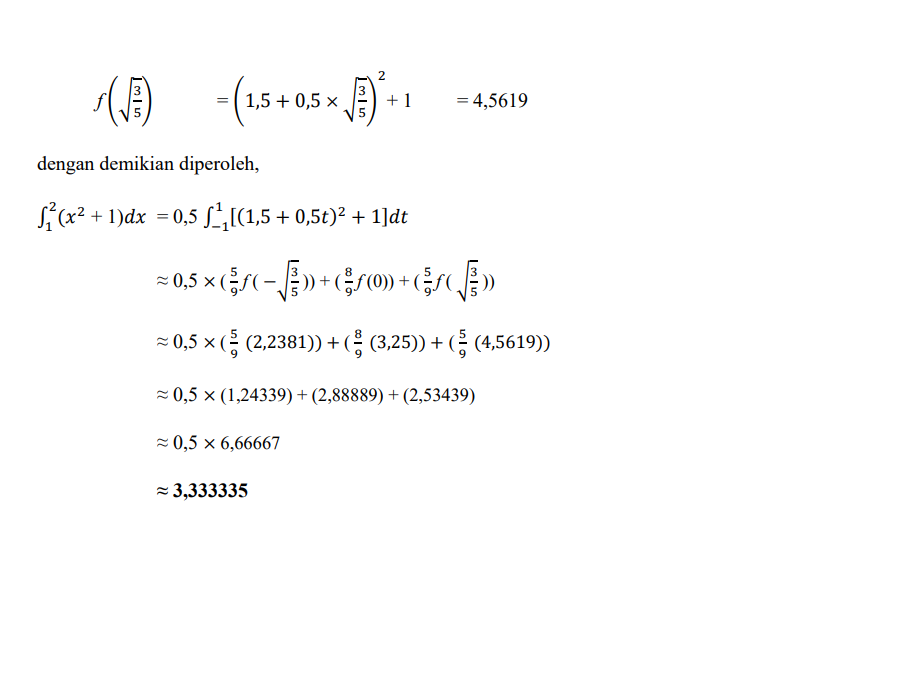 f(√(3/5)) = (1,5 + 0,5 × √(3/5))² + 1 = 4,5619
dengan demikian diperoleh,
∫₁²(x² + 1)dx = 0,5 ∫₋₁¹[(1,5 + 0,5t)² + 1]dt
≈ 0,5 × (5/9 f(−√(3/5))) + (8/9 f(0)) + (5/9 f(√(3/5)))
≈ 0,5 × (5/9 (2,2381)) + (8/9 (3,25)) + (5/9 (4,5619))
≈ 0,5 × (1,24339) + (2,88889) + (2,53439)
≈ 0,5 × 6,66667
≈ 3,333335